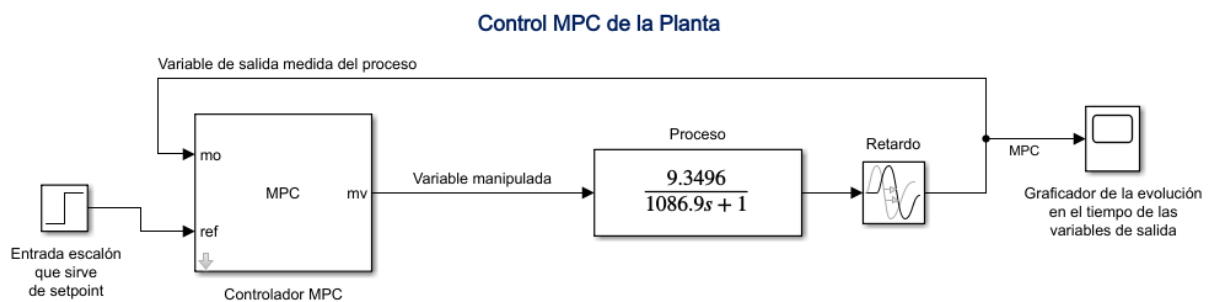 Control MPC de la Planta
Variable de salida medida del proceso
mo
MPC
mv
ref
Variable manipulada
Proceso
9.3496
1086.9s + 1
Retardo
MPC
Graficador de la evolución
en el tiempo de las
variables de salida
Entrada escalón
que sirve
de setpoint
Controlador MPC